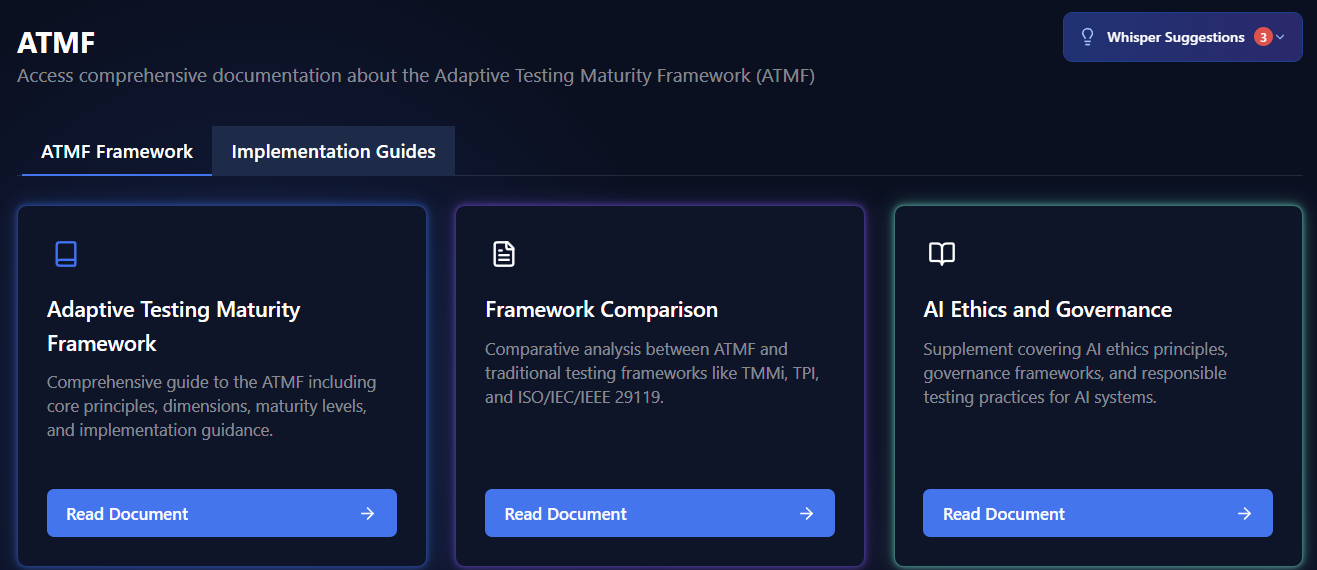 ATMF
Whisper Suggestions 3
Access comprehensive documentation about the Adaptive Testing Maturity Framework (ATMF)
ATMF Framework
Implementation Guides
Adaptive Testing Maturity
Framework
Comprehensive guide to the ATMF including
core principles, dimensions, maturity levels,
and implementation guidance.
Read Document
Framework Comparison
Comparative analysis between ATMF and
traditional testing frameworks like TMMi, TPI,
and ISO/IEC/IEEE 29119.
Read Document
AI Ethics and Governance
Supplement covering AI ethics principles,
governance frameworks, and responsible
testing practices for AI systems.
Read Document